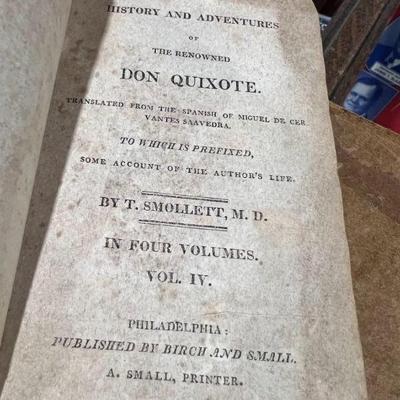 HISTORY AND ADVENTURES
OF
THE RENOWNED
DON QUIXOTE.
TRANSLATED FROM THE SPANISH OF MIGUEL DE CER
VANTES SAAVEDRA.
TO WHICH IS PREFIXED,
SOME ACCOUNT OF THE AUTHOR'S LIFE.
BY T. SMOLLETT, M. D.
IN FOUR VOLUMES.
VOL. IV.
PHILADELPHIA:
PUBLISHED BY BIRCH AND SMALL.
A. SMALL, PRINTER.